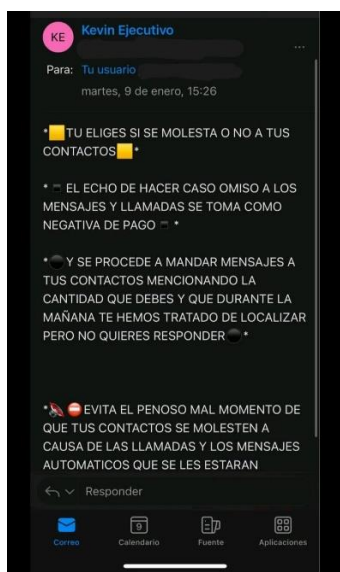 KE
Kevin Ejecutivo
Para: Tu usuario
martes, 9 de enero, 15:26
*🟨TU ELIGES SI SE MOLESTA O NO A TUS
CONTACTOS🟨*
*▪️ EL ECHO DE HACER CASO OMISO A LOS
MENSAJES Y LLAMADAS SE TOMA COMO
NEGATIVA DE PAGO▪️ *
*⚫Y SE PROCEDE A MANDAR MENSAJES A
TUS CONTACTOS MENCIONANDO LA
CANTIDAD QUE DEBES Y QUE DURANTE LA
MAÑANA TE HEMOS TRATADO DE LOCALIZAR
PERO NO QUIERES RESPONDER⚫*
*🔊⛔EVITA EL PENOSO MAL MOMENTO DE
QUE TUS CONTACTOS SE MOLESTEN A
CAUSA DE LAS LLAMADAS Y LOS MENSAJES
AUTOMATICOS QUE SE LES ESTARAN
Responder
9
Correo Calendario Fuente Aplicaciones